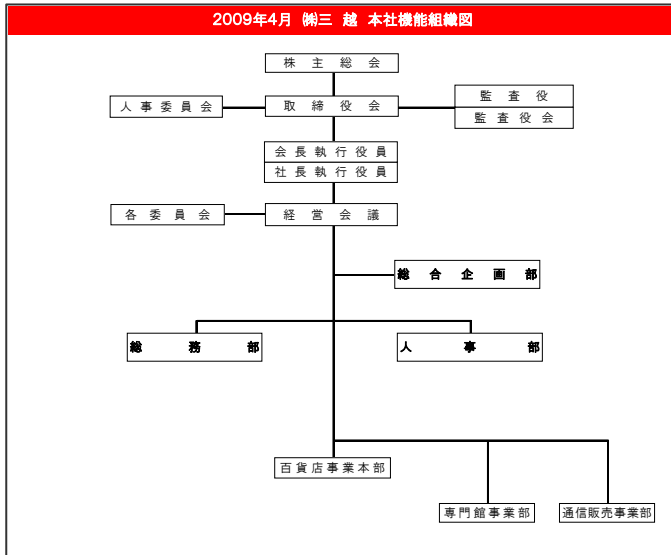 2009年4月 ㈱三 越 本社機能組織図
株主総会
人事委員会
取締役会
監査役
監査役会
会長執行役員
社長執行役員
各委員会
経営会議
総合企画部
総務部
人事部
百貨店事業本部
専門館事業部
通信販売事業部